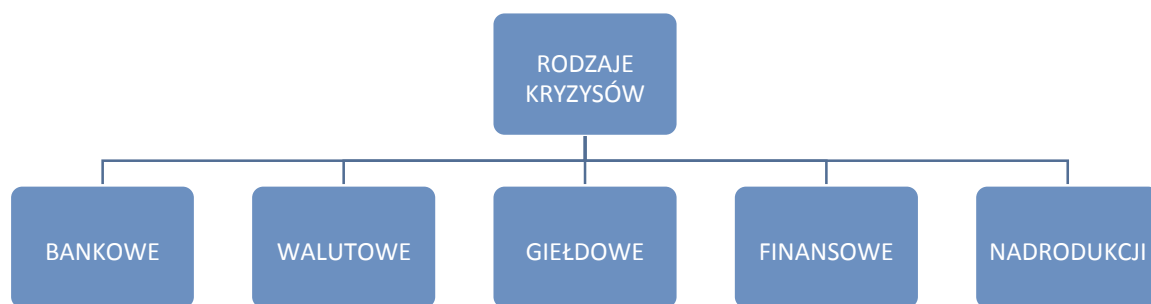 RODZAJE
KRYZYSÓW
BANKOWE
WALUTOWE
GIEŁDOWE
FINANSOWE
NADRODUKCJI